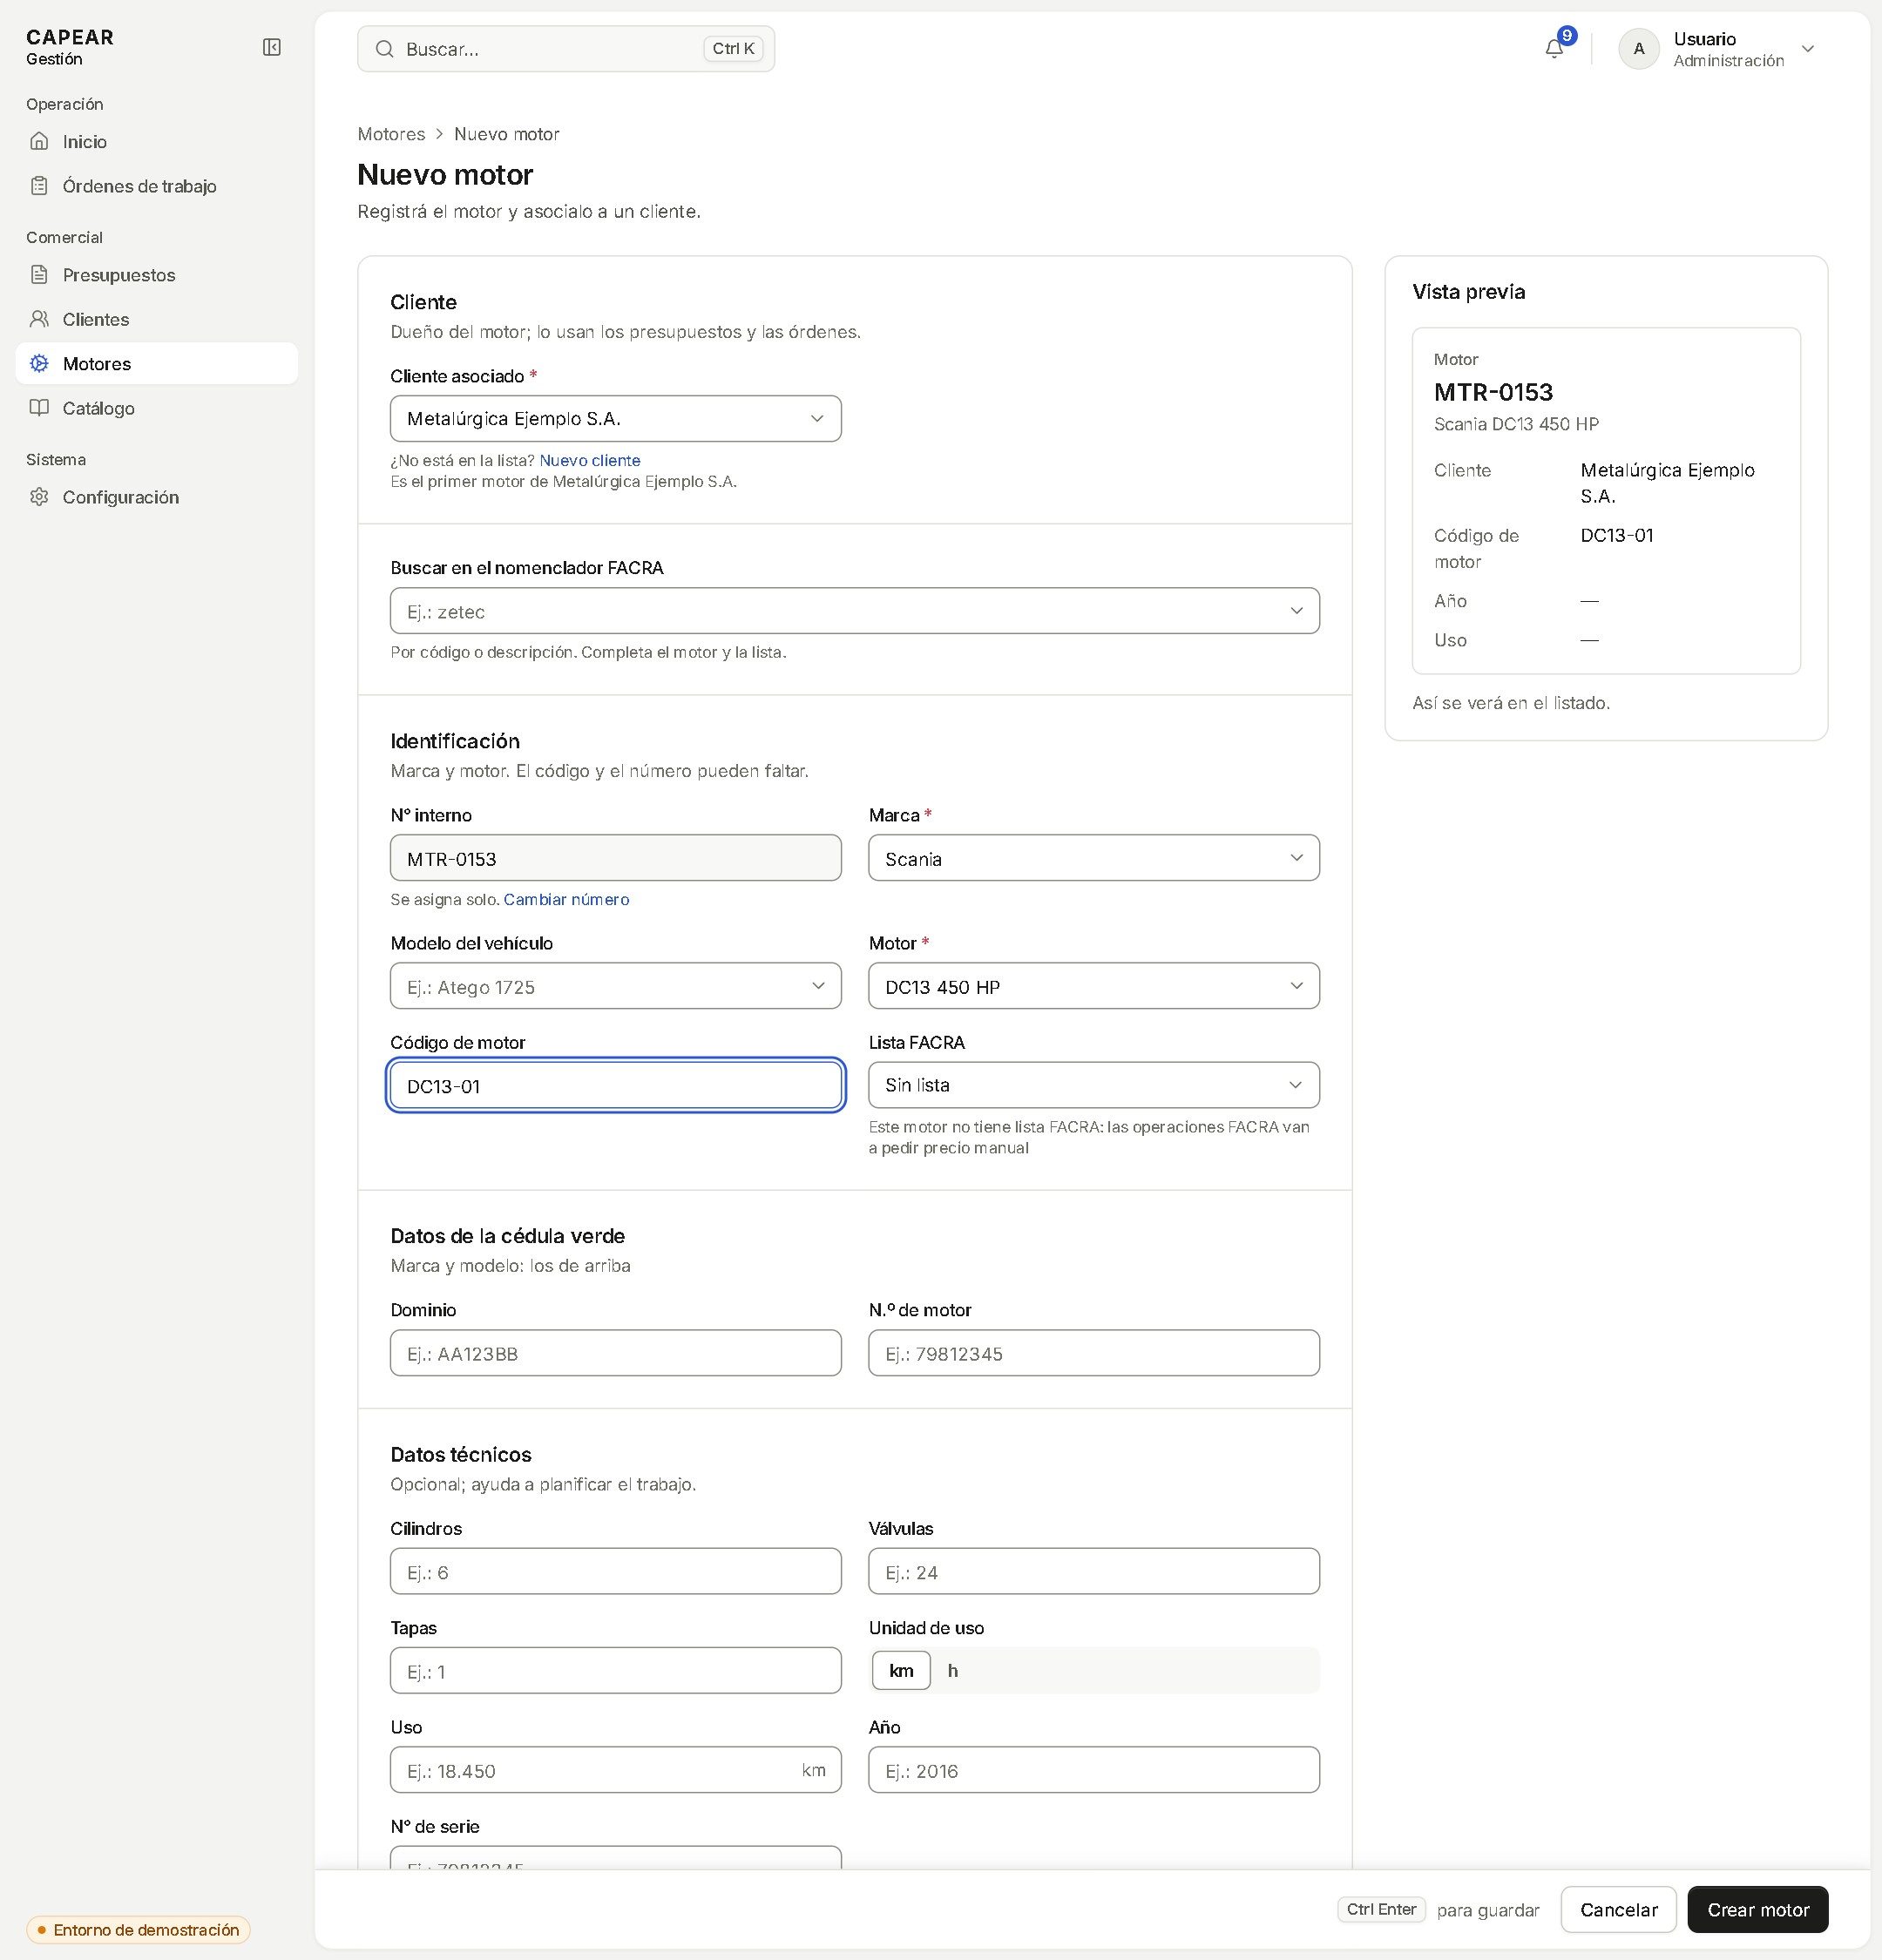 CAPEAR
Gestión
Operación
Inicio
Órdenes de trabajo
Comercial
Presupuestos
Clientes
Motores
Catálogo
Sistema
Configuración
Entorno de demostración
Buscar...
Ctrl K
9
A
Usuario
Administración
Motores > Nuevo motor
Nuevo motor
Registrá el motor y asocialo a un cliente.
Cliente
Dueño del motor; lo usan los presupuestos y las órdenes.
Cliente asociado *
Metalúrgica Ejemplo S.A.
¿No está en la lista? Nuevo cliente
Es el primer motor de Metalúrgica Ejemplo S.A.
Buscar en el nomenclador FACRA
Ej.: zetec
Por código o descripción. Completa el motor y la lista.
Identificación
Marca y motor. El código y el número pueden faltar.
N° interno
MTR-0153
Se asigna solo. Cambiar número
Marca *
Scania
Modelo del vehículo
Ej.: Atego 1725
Motor *
DC13 450 HP
Código de motor
DC13-01
Lista FACRA
Sin lista
Este motor no tiene lista FACRA: las operaciones FACRA van
a pedir precio manual
Datos de la cédula verde
Marca y modelo: los de arriba
Dominio
Ej.: AA123BB
N.º de motor
Ej.: 79812345
Datos técnicos
Opcional; ayuda a planificar el trabajo.
Cilindros
Ej.: 6
Válvulas
Ej.: 24
Tapas
Ej.: 1
Unidad de uso
km h
Uso
Ej.: 18.450 km
Año
Ej.: 2016
N° de serie
Ej.: 79812345
Vista previa
Motor
MTR-0153
Scania DC13 450 HP
Cliente Metalúrgica Ejemplo
S.A.
Código de DC13-01
motor
Año —
Uso —
Así se verá en el listado.
Ctrl Enter para guardar
Cancelar
Crear motor